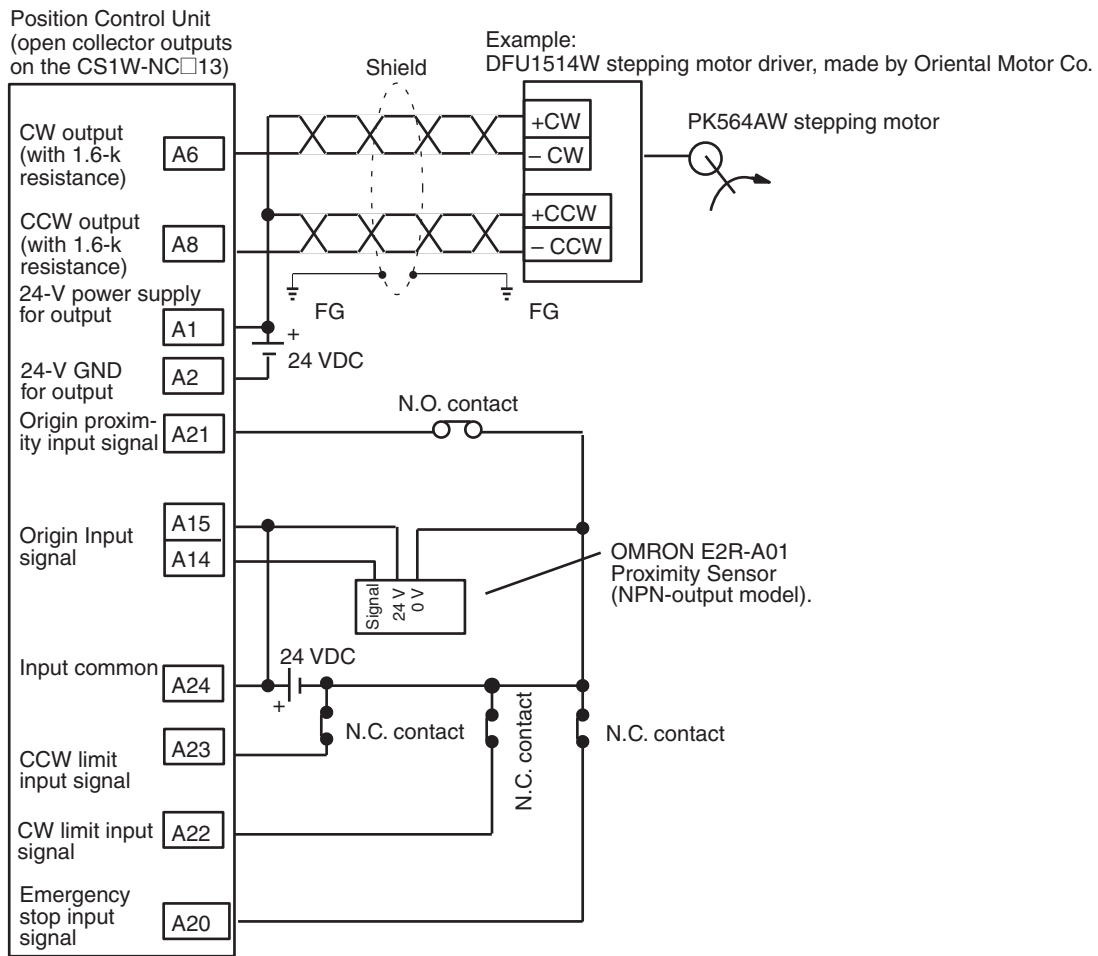 Position Control Unit
(open collector outputs
on the CS1W-NC□13)
Example:
DFU1514W stepping motor driver, made by Oriental Motor Co.
Shield
CW output
(with 1.6-k
resistance)
A6
+CW
– CW
PK564AW stepping motor
CCW output
(with 1.6-k
resistance)
A8
+CCW
– CCW
24-V power supply
for output
A1
FG
FG
+
24 VDC
24-V GND
for output
A2
N.O. contact
Origin proxim-
ity input signal
A21
Origin Input
signal
A15
A14
Signal
24 V
0 V
OMRON E2R-A01
Proximity Sensor
(NPN-output model).
Input common
A24
24 VDC
+
N.C. contact
N.C. contact
N.C. contact
CCW limit
input signal
A23
CW limit input
signal
A22
Emergency
stop input
signal
A20